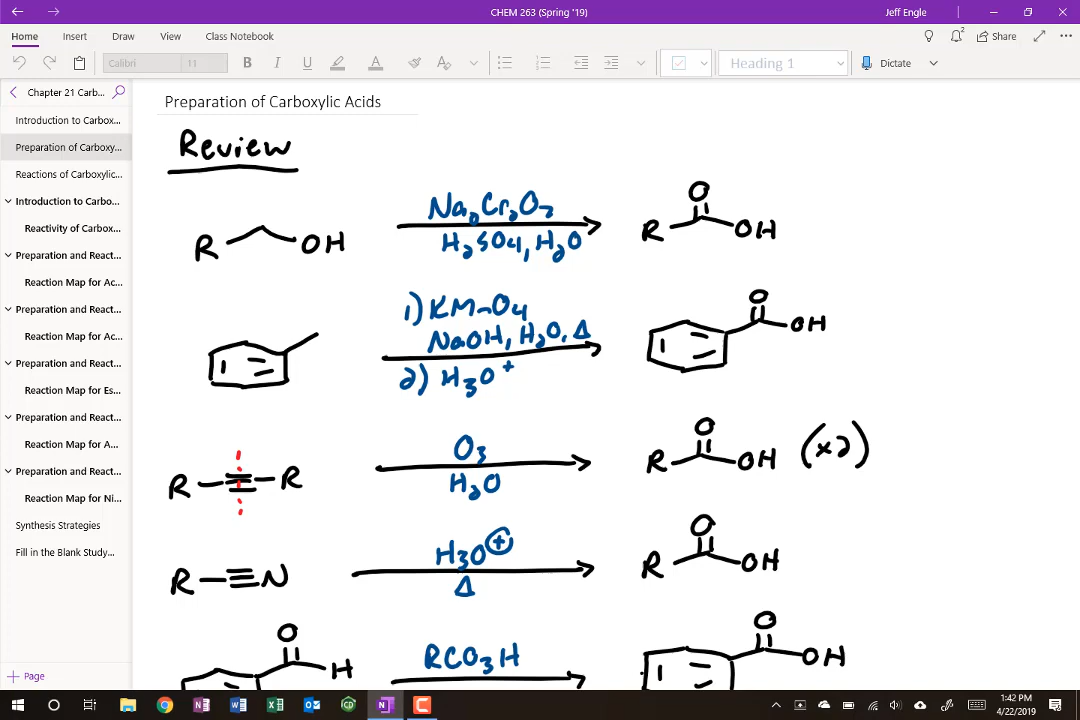 CHEM 263 (Spring '19)
Jeff Engle
Home Insert Draw View Class Notebook
2
Share
Calibri 11 B I U A
Heading 1
Dictate
Chapter 21 Carb...
Introduction to Carbox...
Preparation of Carboxy...
Reactions of Carboxylic...
Introduction to Carbo...
Reactivity of Carbox...
Preparation and React...
Reaction Map for Ac...
Preparation and React...
Reaction Map for Am...
Preparation and React...
Reaction Map for Es...
Preparation and React...
Reaction Map for A...
Preparation and React...
Reaction Map for Ni...
Synthesis Strategies
Fill in the Blank Study...
+ Page
Preparation of Carboxylic Acids
Review
Na2Cr2O7
R OH
H2SO4, H2O
O
R OH
1) KMnO4
NaOH, H2O, Δ
2) H3O+
O
OH
O3
R R
H2O
O
R OH (x2)
H3O+
R N
Δ
O
R OH
O
H
RCO3H
O
OH
1:42 PM
4/22/2019